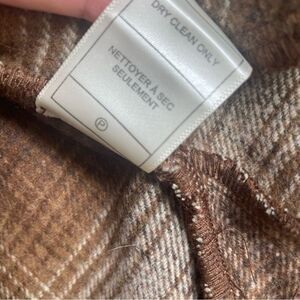 DRY CLEAN ONLY
NETTOYER A SEC
SEULEMENT
P